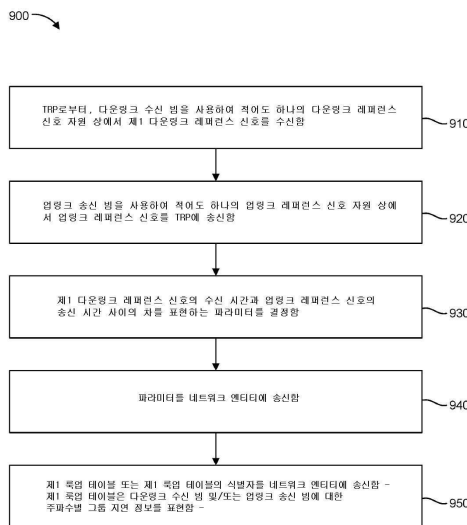 900
TRP로부터, 다운링크 수신 빔을 사용하여 적어도 하나의 다운링크 레퍼런스
신호 자원 상에서 제1 다운링크 레퍼런스 신호를 수신함
910
업링크 송신 빔을 사용하여 적어도 하나의 업링크 레퍼런스 신호 자원 상에
서 업링크 레퍼런스 신호를 TRP에 송신함
920
제1 다운링크 레퍼런스 신호의 수신 시간과 업링크 레퍼런스 신호의
송신 시간 사이의 차를 표현하는 파라미터를 결정함
930
파라미터를 네트워크 엔티티에 송신함
940
제1 룩업 테이블 또는 제1 룩업 테이블의 식별자를 네트워크 엔티티에 송신함 -
제1 룩업 테이블은 다운링크 수신 빔 및/또는 업링크 송신 빔에 대한
주파수별 그룹 지연 정보를 표현함 -
950